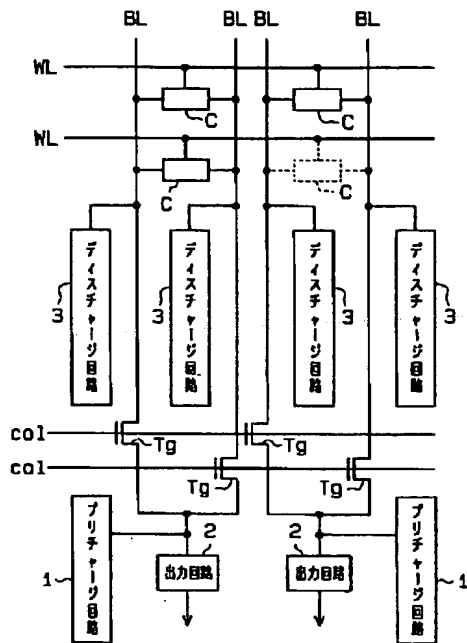 BL BL BL BL
WL
C C
WL
C C
ディスチャージ回路 ディスチャージ回路 ディスチャージ回路 ディスチャージ回路
3 3 3 3
col Tg Tg
col Tg Tg
プリチャージ回路 2 2 プリチャージ回路
1 出力回路 出力回路 1